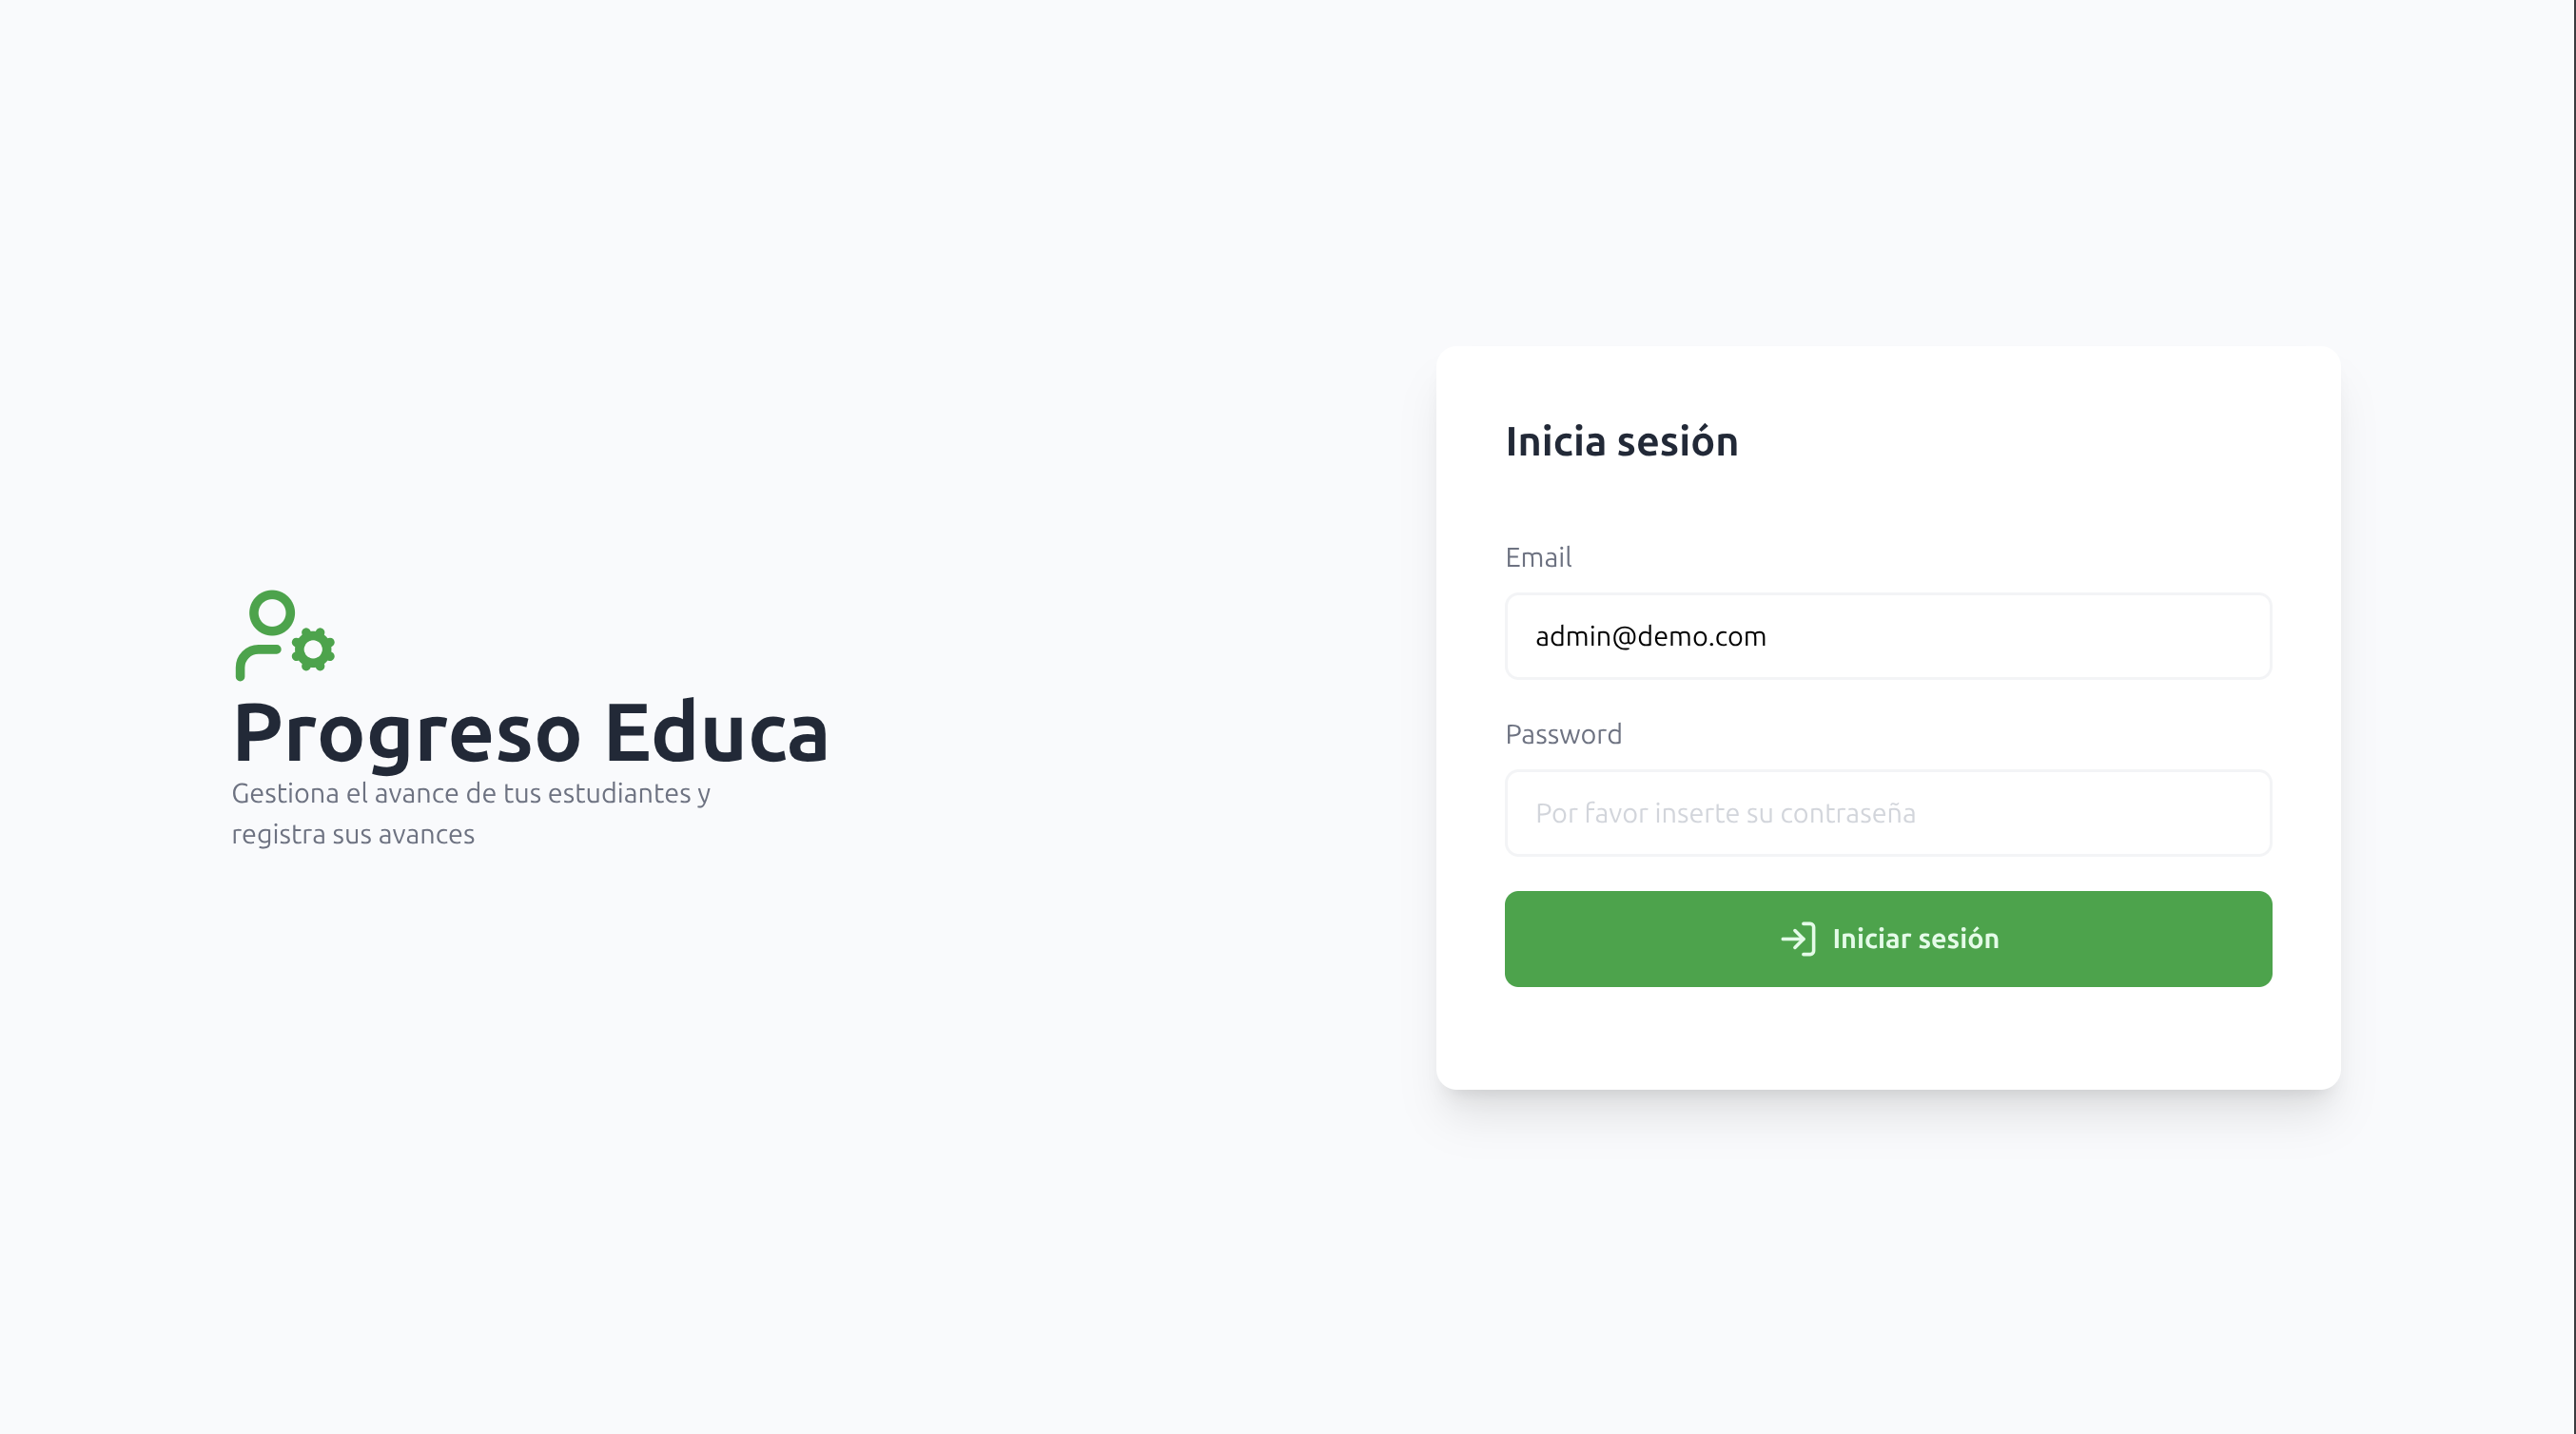 Progreso Educa
Gestiona el avance de tus estudiantes y
registra sus avances
Inicia sesión
Email
admin@demo.com
Password
Por favor inserte su contraseña
Iniciar sesión